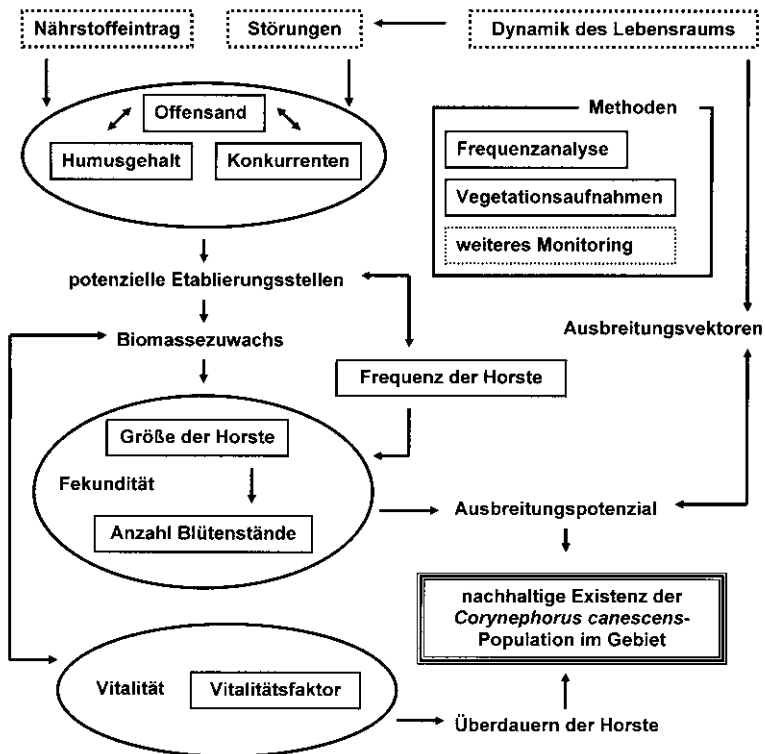 Nährstoffeintrag
Störungen
Dynamik des Lebensraums
Offensand
Humusgehalt
Konkurrenten
Methoden
Frequenzanalyse
Vegetationsaufnahmen
weiteres Monitoring
potenzielle Etablierungsstellen
Biomassezuwachs
Ausbreitungsvektoren
Frequenz der Horste
Größe der Horste
Fekundität
Anzahl Blütenstände
Ausbreitungspotenzial
nachhaltige Existenz der
Corynephorus canescens-
Population im Gebiet
Vitalität
Vitalitätsfaktor
Überdauern der Horste